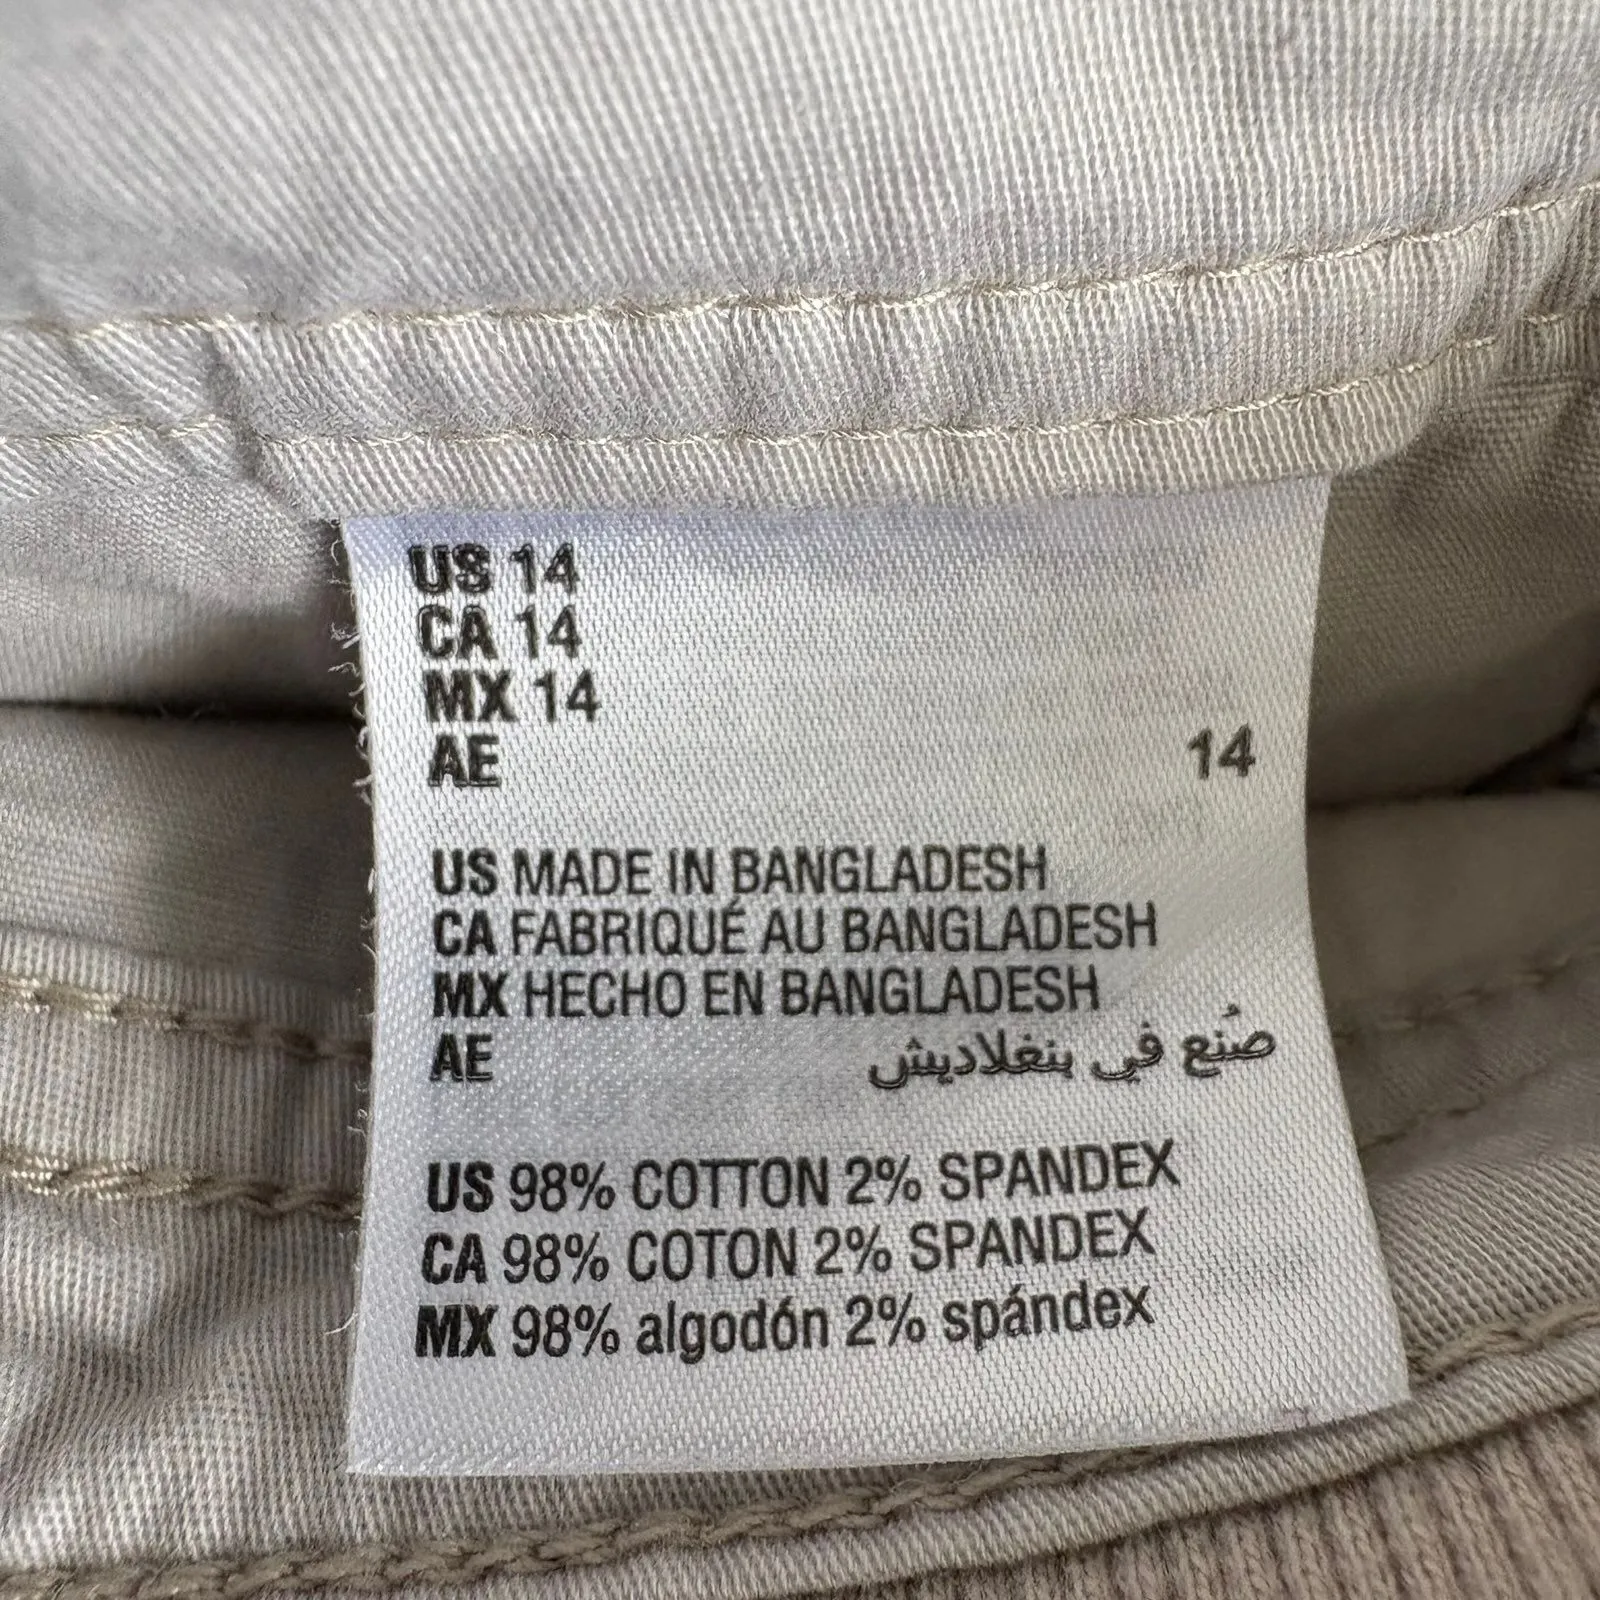 US 14
CA 14
MX 14
AE 14
US MADE IN BANGLADESH
CA FABRIQUÉ AU BANGLADESH
MX HECHO EN BANGLADESH
AE صُنع في بنغلاديش
US 98% COTTON 2% SPANDEX
CA 98% COTON 2% SPANDEX
MX 98% algodón 2% spándex